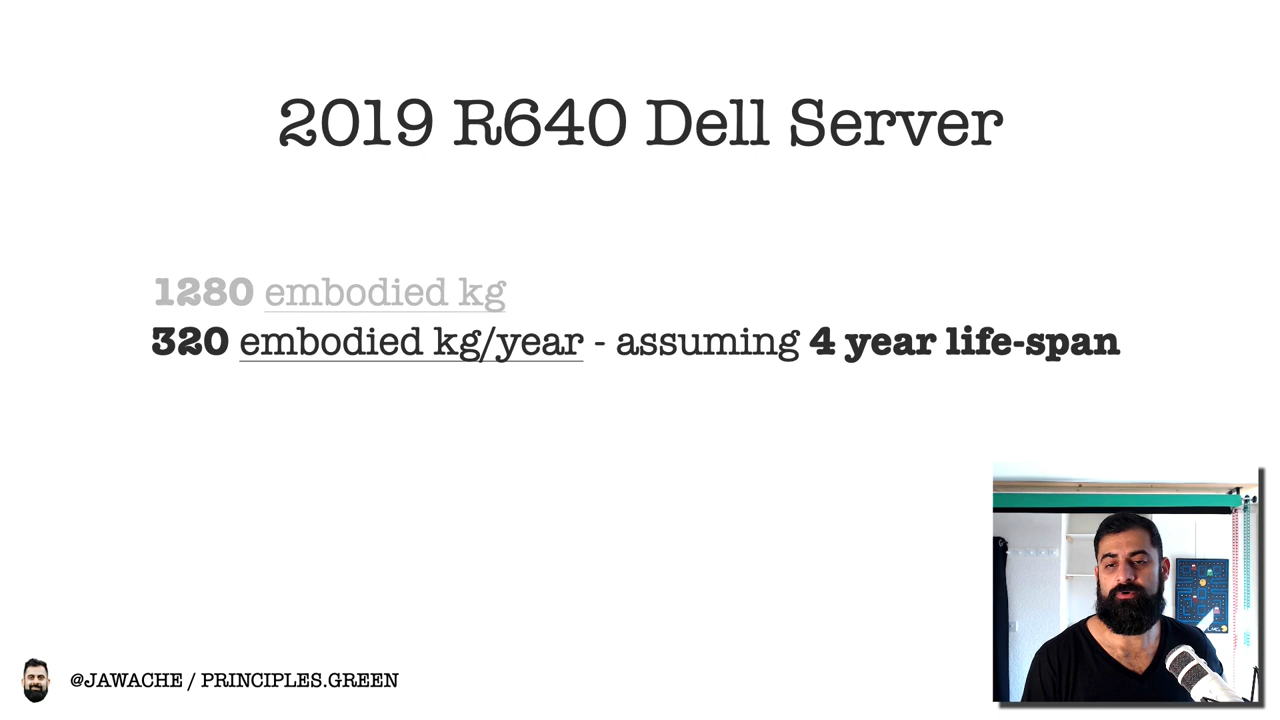 2019 R640 Dell Server
1280 embodied kg
320 embodied kg/year - assuming 4 year life-span
@JAWACHE / PRINCIPLES.GREEN